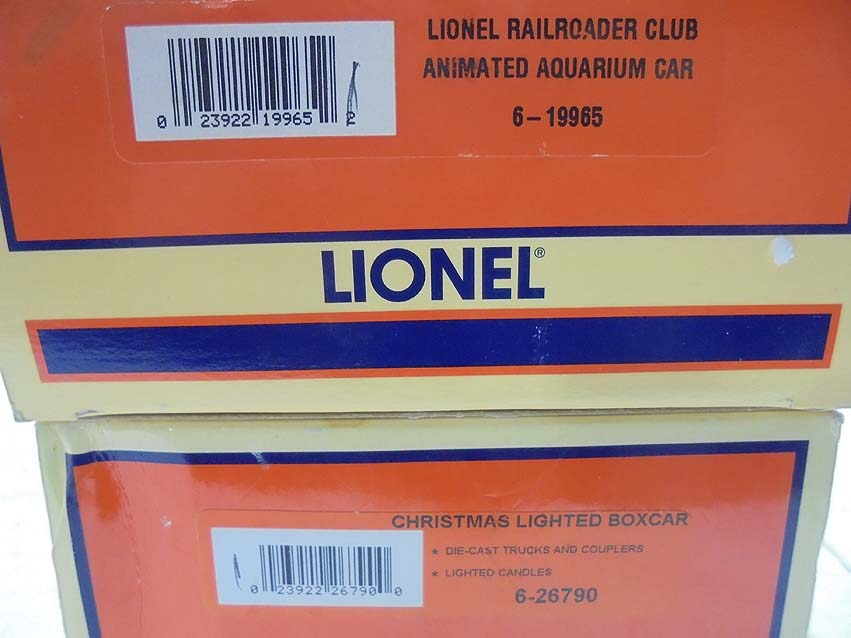 LIONEL RAILROADER CLUB
ANIMATED AQUARIUM CAR
6-19965
0 23922 19965 2
LIONEL®
CHRISTMAS LIGHTED BOXCAR
* DIE-CAST TRUCKS AND COUPLERS
* LIGHTED CANDLES
6-26790
0 23922 26790 0